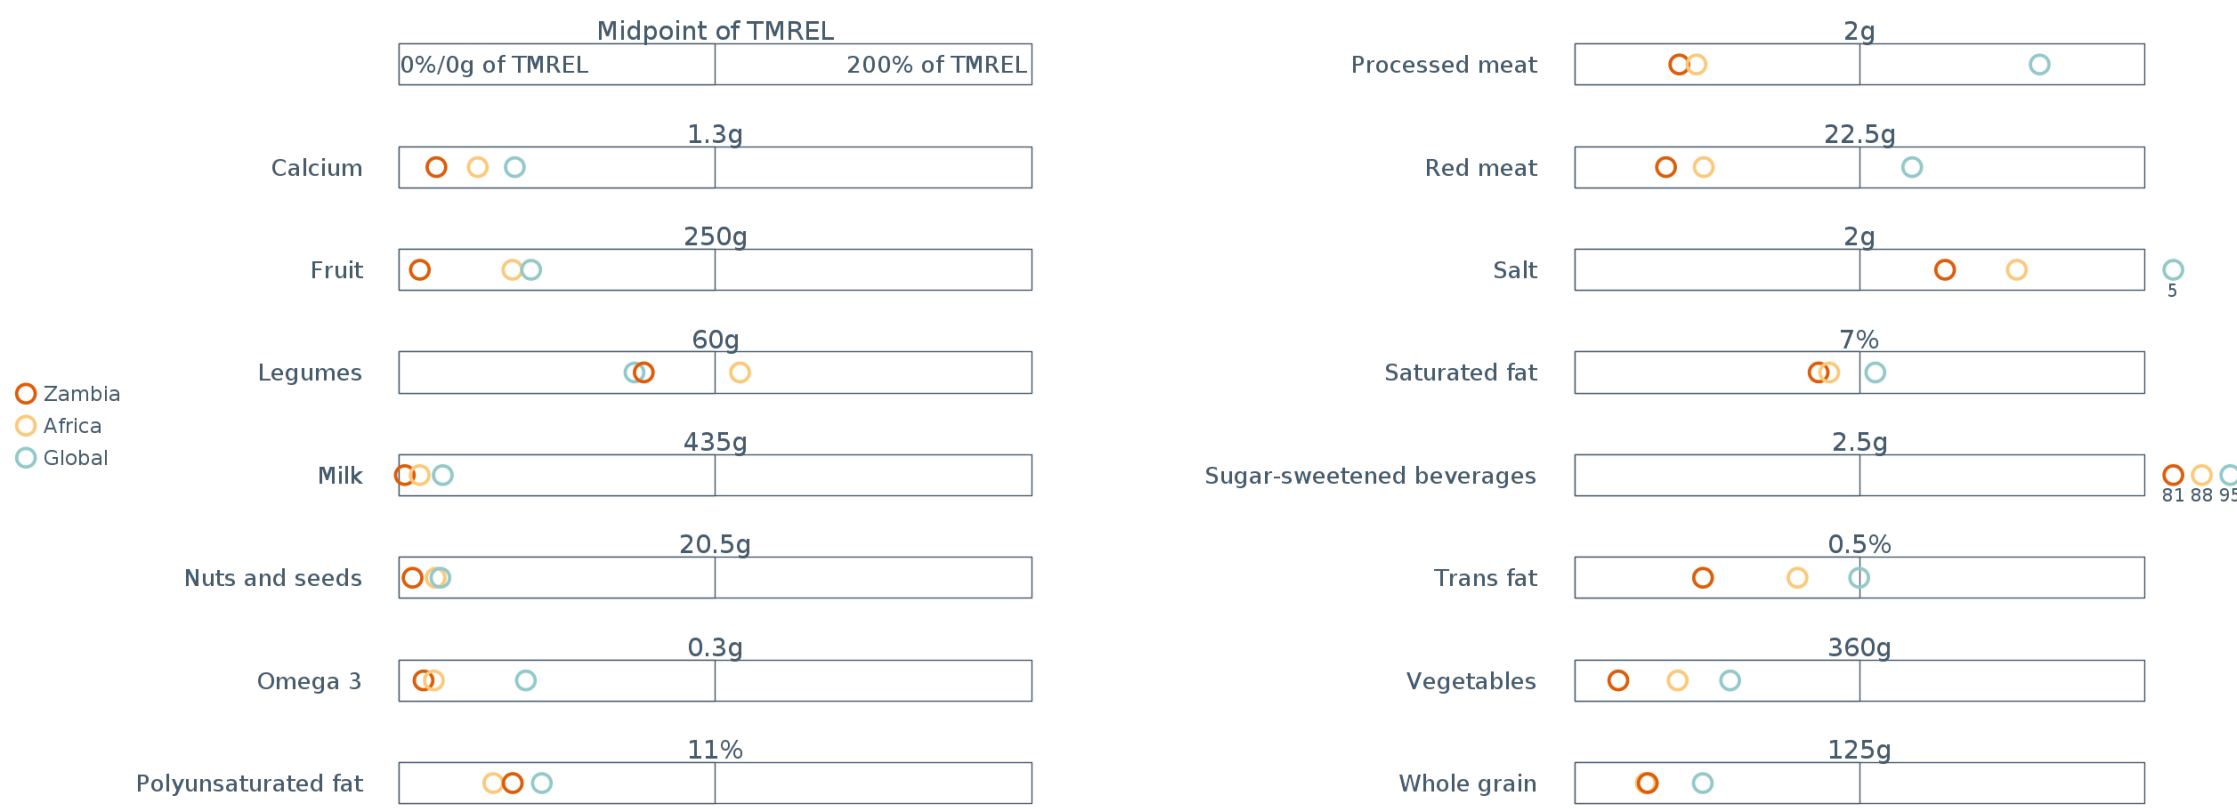 Midpoint of TMREL
0%/0g of TMREL 200% of TMREL
Calcium 1.3g
Fruit 250g
Legumes 60g
Milk 435g
Nuts and seeds 20.5g
Omega 3 0.3g
Polyunsaturated fat 11%
Zambia
Africa
Global
Processed meat 2g
Red meat 22.5g
Salt 2g
5
Saturated fat 7%
Sugar-sweetened beverages 2.5g
81 88 95
Trans fat 0.5%
Vegetables 360g
Whole grain 125g